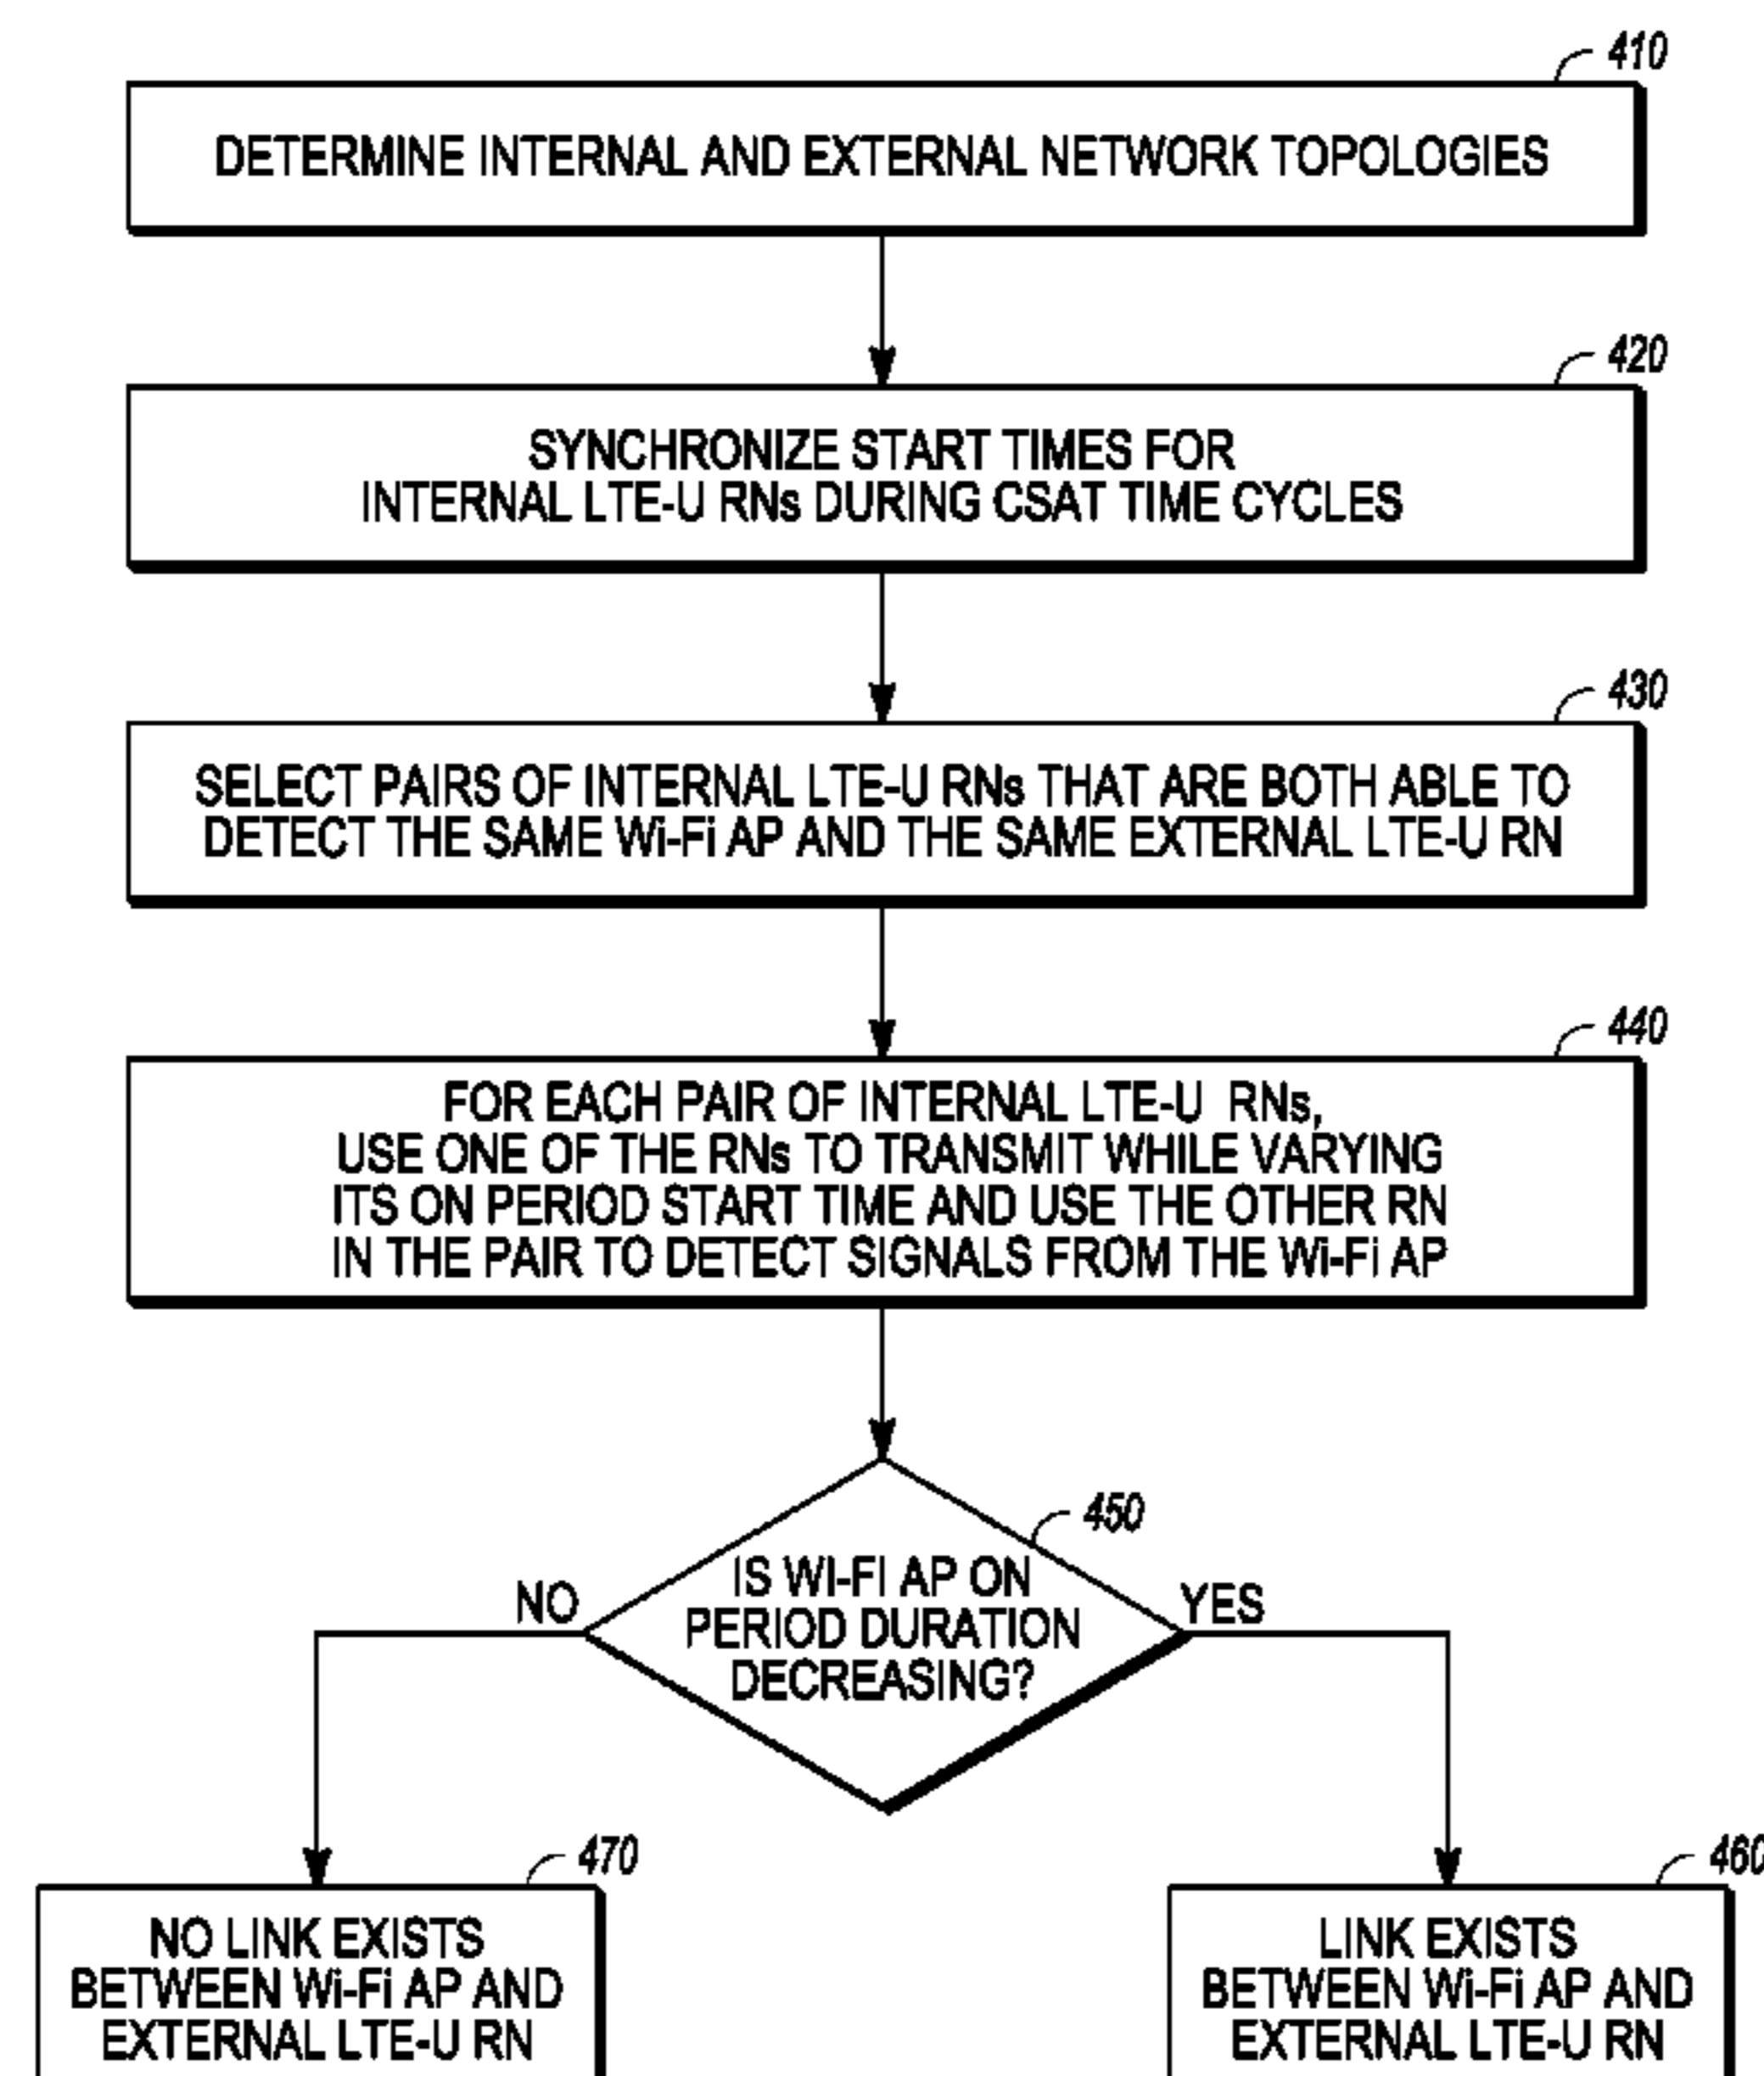 410
DETERMINE INTERNAL AND EXTERNAL NETWORK TOPOLOGIES
420
SYNCHRONIZE START TIMES FOR
INTERNAL LTE-U RNs DURING CSAT TIME CYCLES
430
SELECT PAIRS OF INTERNAL LTE-U RNs THAT ARE BOTH ABLE TO
DETECT THE SAME Wi-Fi AP AND THE SAME EXTERNAL LTE-U RN
440
FOR EACH PAIR OF INTERNAL LTE-U RNs,
USE ONE OF THE RNs TO TRANSMIT WHILE VARYING
ITS ON PERIOD START TIME AND USE THE OTHER RN
IN THE PAIR TO DETECT SIGNALS FROM THE Wi-Fi AP
450
IS WI-FI AP ON
PERIOD DURATION
DECREASING?
NO
YES
470
NO LINK EXISTS
BETWEEN Wi-Fi AP AND
EXTERNAL LTE-U RN
460
LINK EXISTS
BETWEEN Wi-Fi AP AND
EXTERNAL LTE-U RN